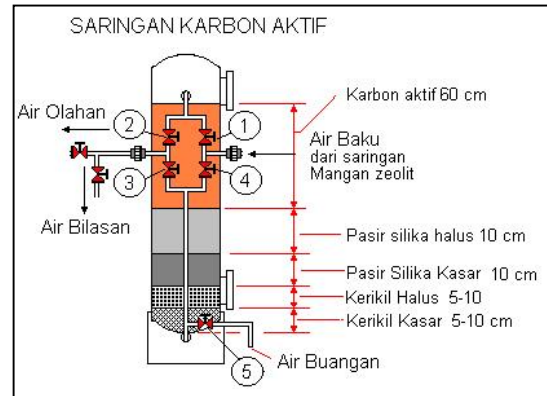 SARINGAN KARBON AKTIF
Air Olahan
2
1
Karbon aktif 60 cm
Air Baku
dari saringan
Mangan zeolit
3
4
Air Bilasan
Pasir silika halus 10 cm
Pasir Silika Kasar 10 cm
Kerikil Halus 5-10
Kerikil Kasar 5-10 cm
5
Air Buangan